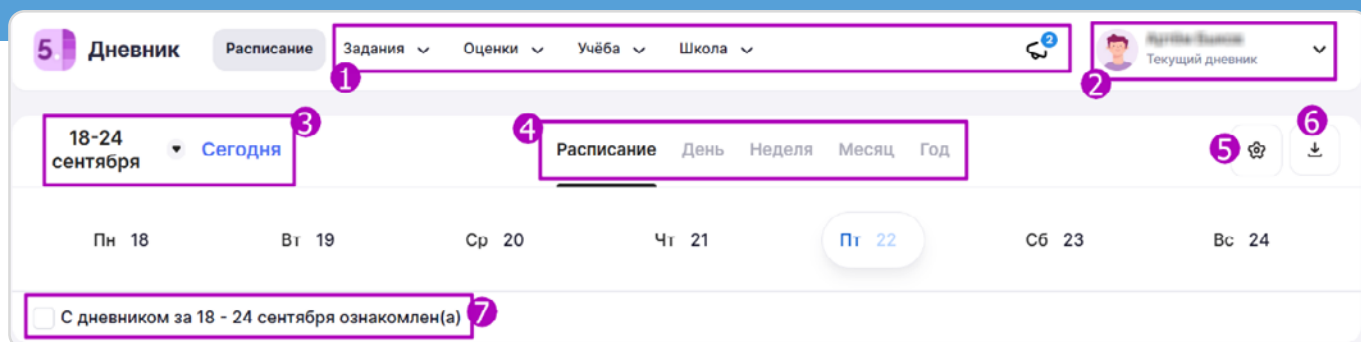 5. Дневник Расписание Задания Оценки Учёба Школа 2
1
Текущий дневник
2
18-24 сентября Сегодня
3
4
Расписание День Неделя Месяц Год
5
6
Пн 18 Вт 19 Ср 20 Чт 21 Пт 22 Сб 23 Вс 24
С дневником за 18 - 24 сентября ознакомлен(а)
7